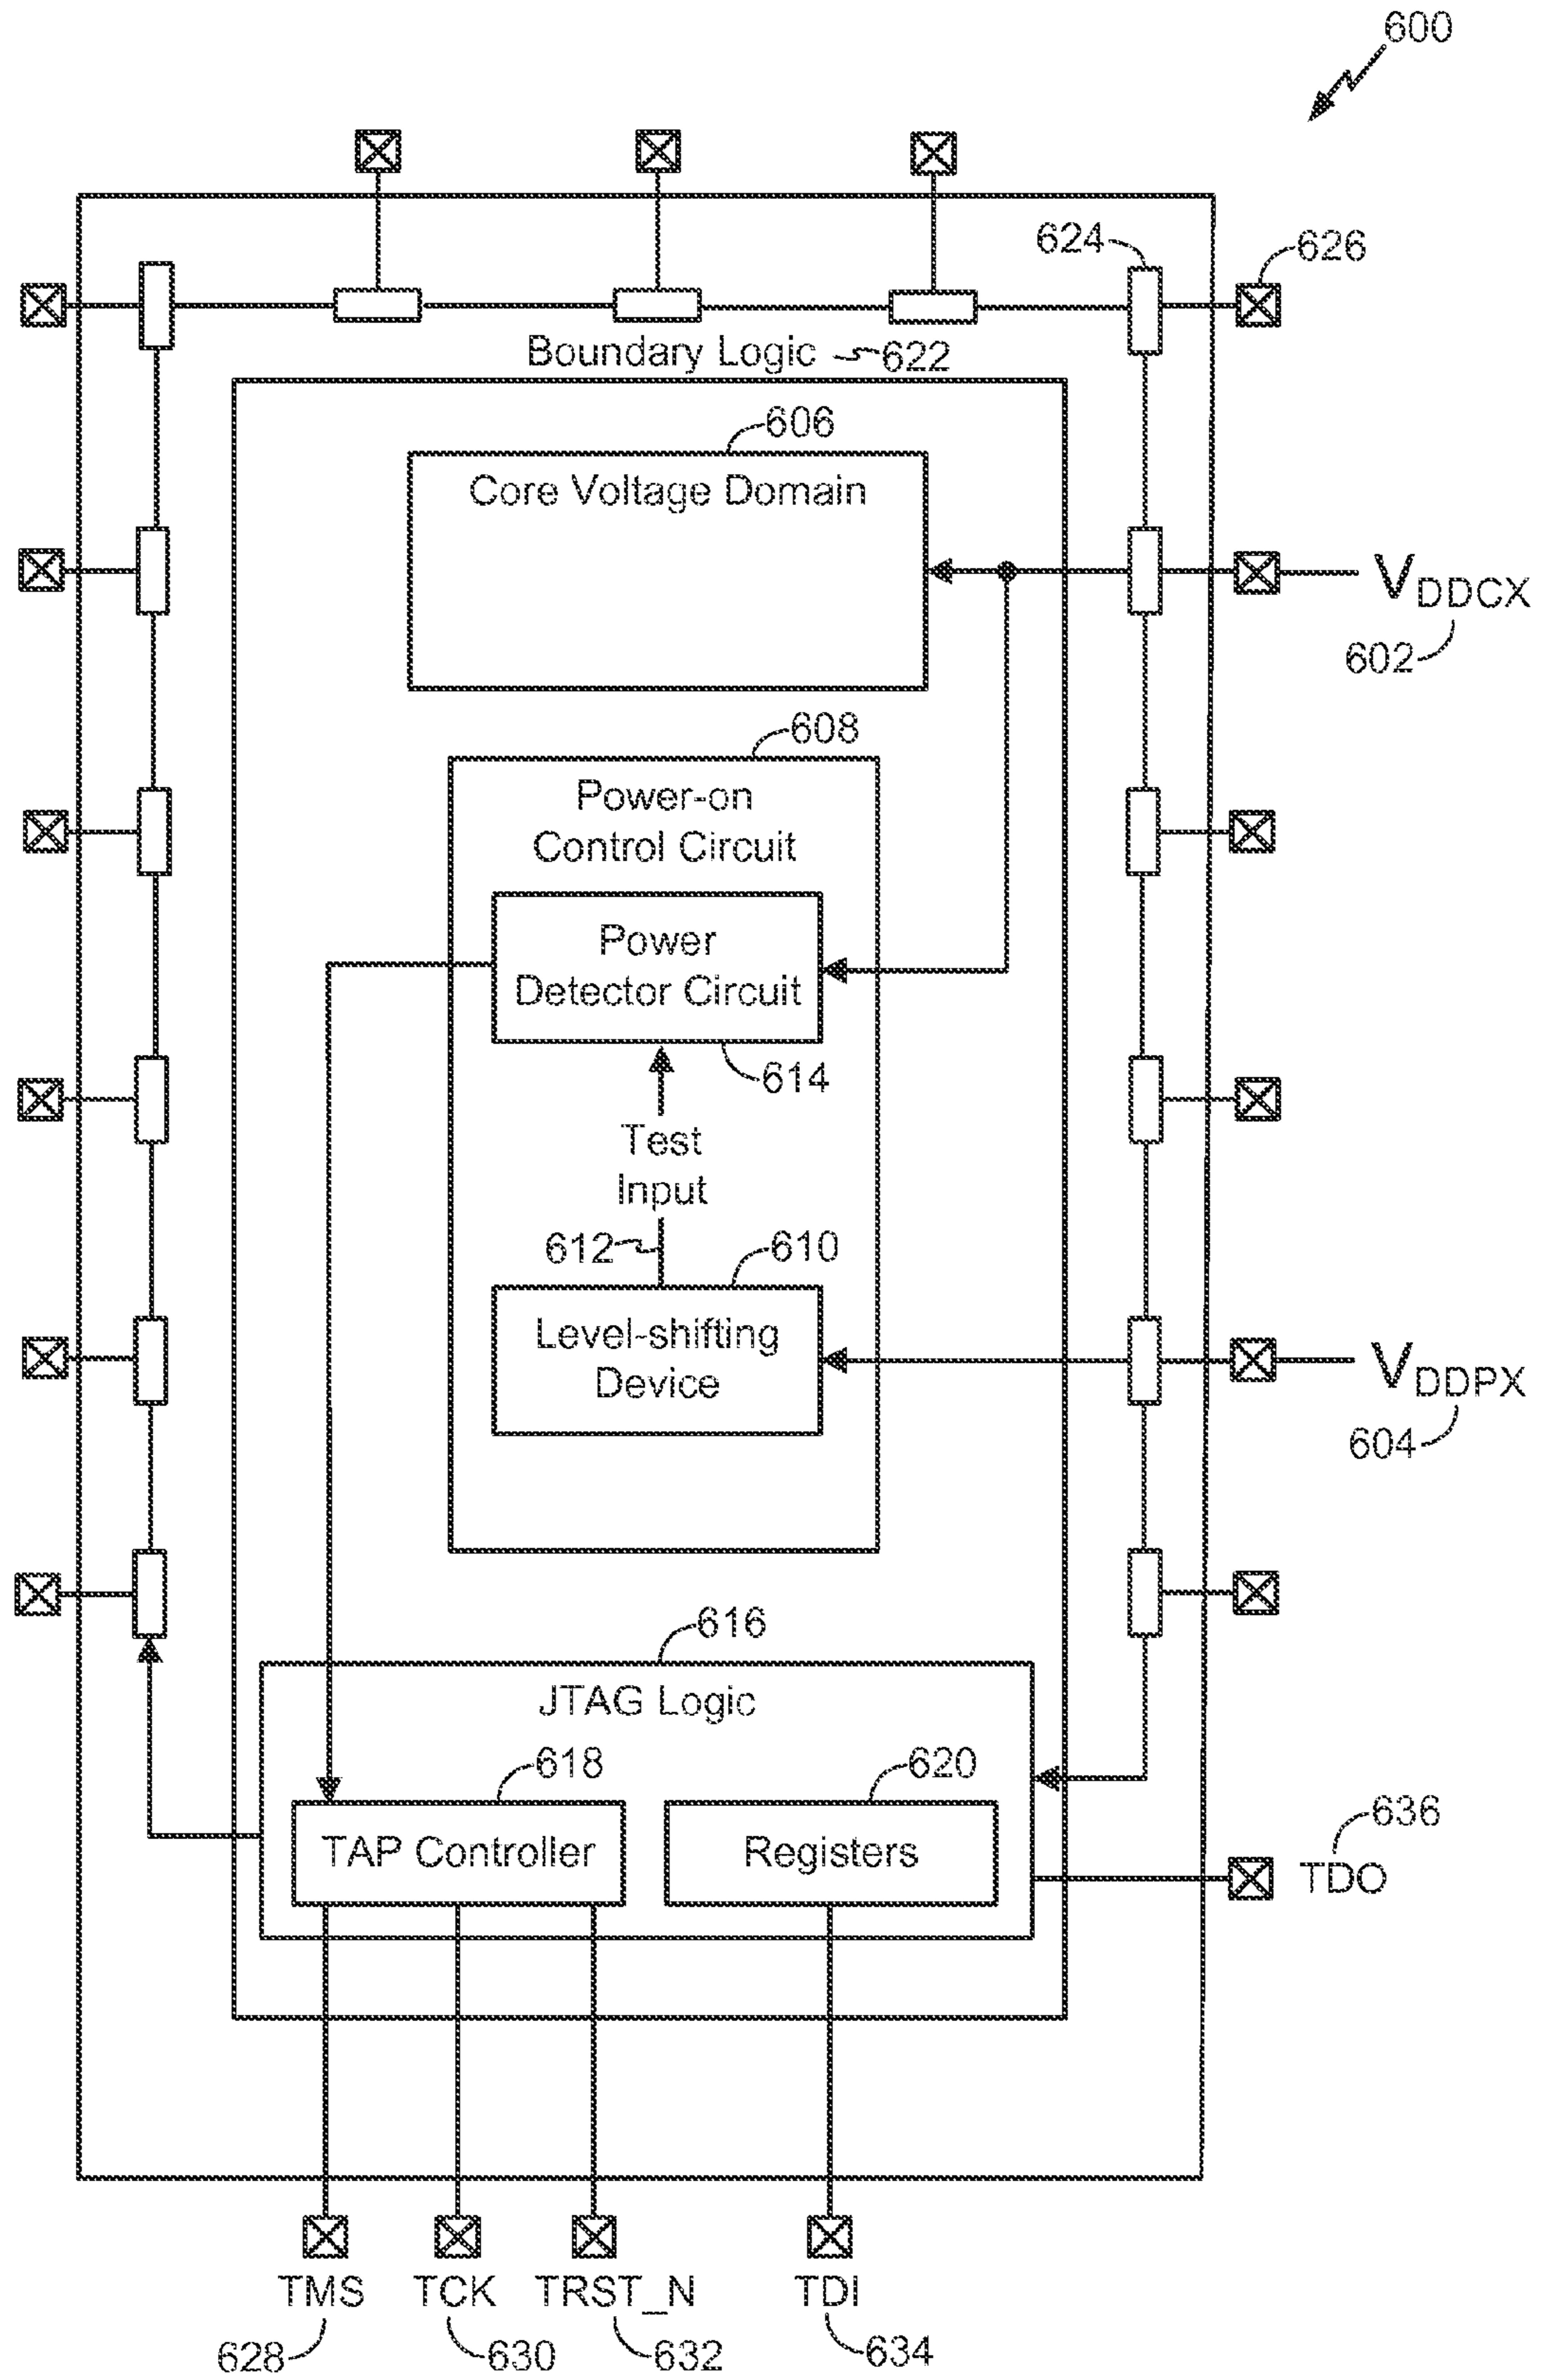 600
624
626
Boundary Logic 622
606
Core Voltage Domain
VDDCX
602
608
Power-on
Control Circuit
Power
Detector Circuit
614
Test
Input
612
610
Level-shifting
Device
VDDPX
604
616
JTAG Logic
618
620
636
TAP Controller
Registers
TDO
TMS
TCK
TRST_N
TDI
628
630
632
634